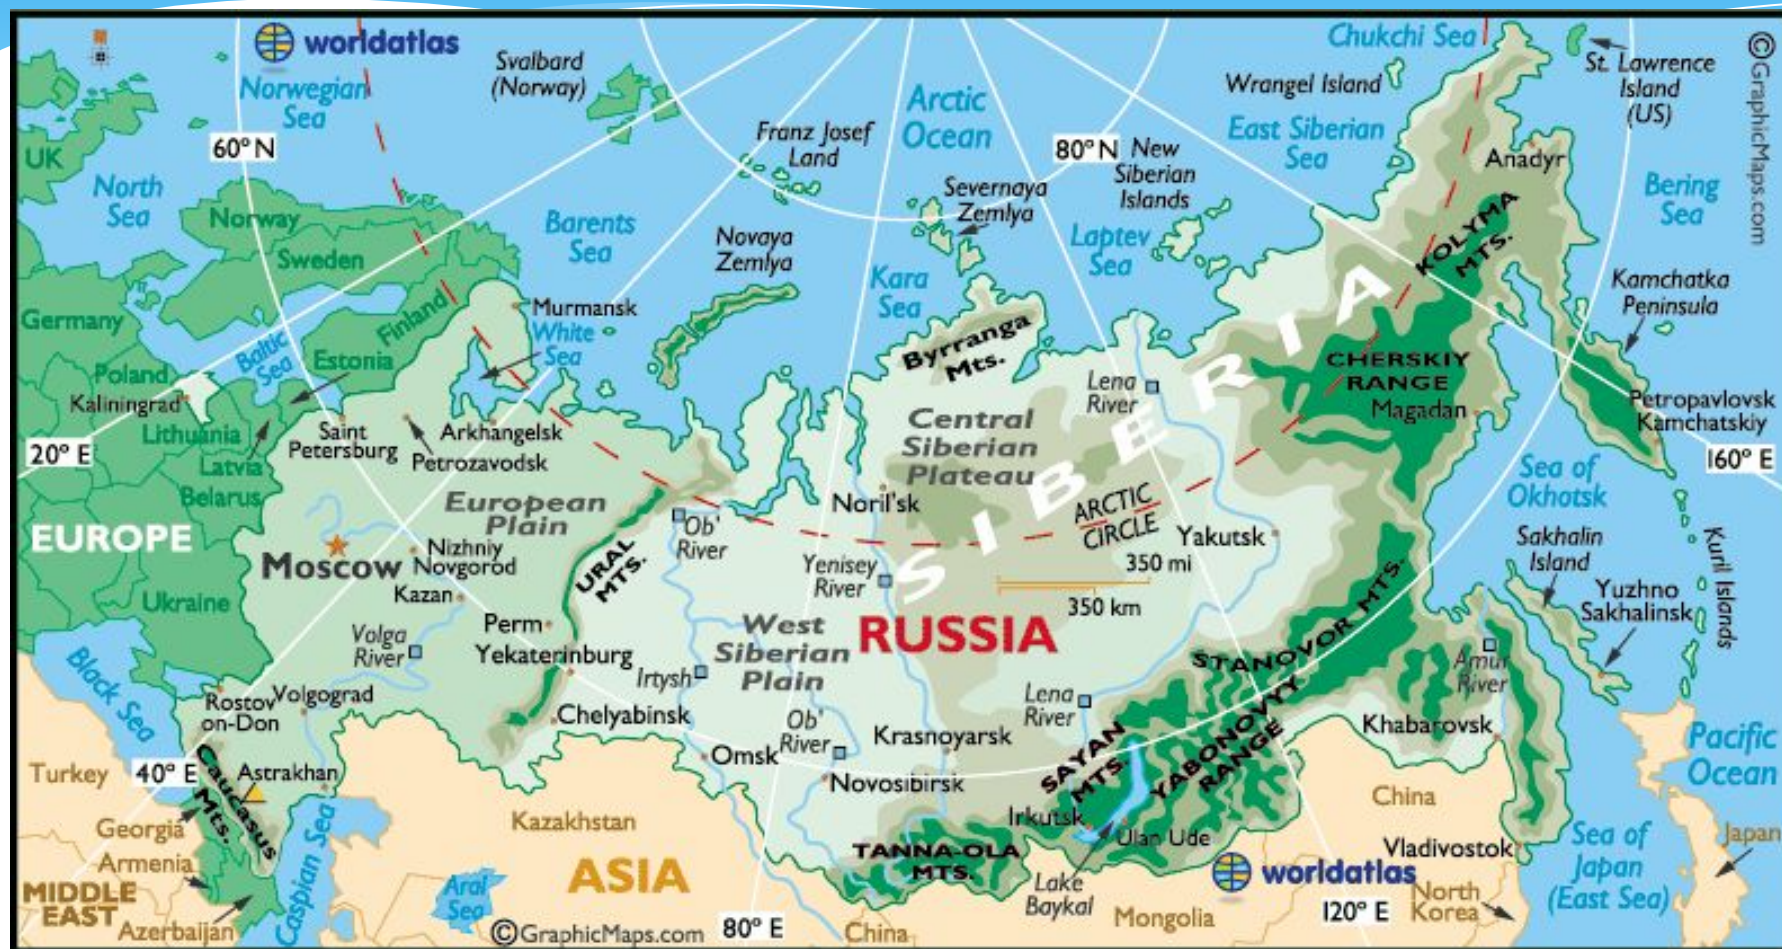 worldatlas
Norwegian
Sea
Svalbard
(Norway)
Arctic
Ocean
Franz Josef
Land
80° N
New
Siberian
Islands
Wrangel Island
Chukchi Sea
St. Lawrence
Island
(US)
©GraphicMaps.com
East Siberian
Sea
Anadyr
Bering
Sea
60° N
UK
North
Sea
Norway
Sweden
Finland
Barents
Sea
Novaya
Zemlya
Severnaya
Zemlya
Kara
Sea
Laptev
Sea
KOLYMA
MTS.
Kamchatka
Peninsula
Germany
Poland
Kaliningrad
Baltic
Sea
Estonia
Murmansk
White
Sea
Byrranga
Mts.
Lena
River
SIBERIA
CHERSKIY
RANGE
Magadan
Petropavlovsk
Kamchatskiy
20° E
Lithuania
Latvia
Belarus
Saint
Petersburg
Arkhangelsk
Petrozavodsk
Central
Siberian
Plateau
160° E
Sea of
Okhotsk
EUROPE
European
Plain
Moscow
Nizhniy
Novgorod
Kazan
URAL
MTS.
Ob'
River
Noril'sk
Yenisey
River
ARCTIC
CIRCLE
Yakutsk
350 mi
350 km
Sakhalin
Island
Yuzhno
Sakhalinsk
Kuril Islands
Ukraine
Volga
River
Perm
Yekaterinburg
Irtysh
West
Siberian
Plain
RUSSIA
STANOVOR MTS.
Amur
River
Black Sea
Rostov
on-Don
Volgograd
Chelyabinsk
Omsk
Ob'
River
Krasnoyarsk
Novosibirsk
Lena
River
SAYAN
MTS.
YABONOVYY
RANGE
Khabarovsk
Pacific
Ocean
Turkey
40° E
Caucasus
Mts.
Astrakhan
Georgia
Armenia
MIDDLE
EAST
Azerbaijan
Caspian Sea
Kazakhstan
ASIA
Aral
Sea
©GraphicMaps.com
80° E
China
TANNA-OLA
MTS.
Irkutsk
Ulan Ude
Lake
Baykal
Mongolia
worldatlas
120° E
China
Vladivostok
North
Korea
Sea of
Japan
(East Sea)
Japan